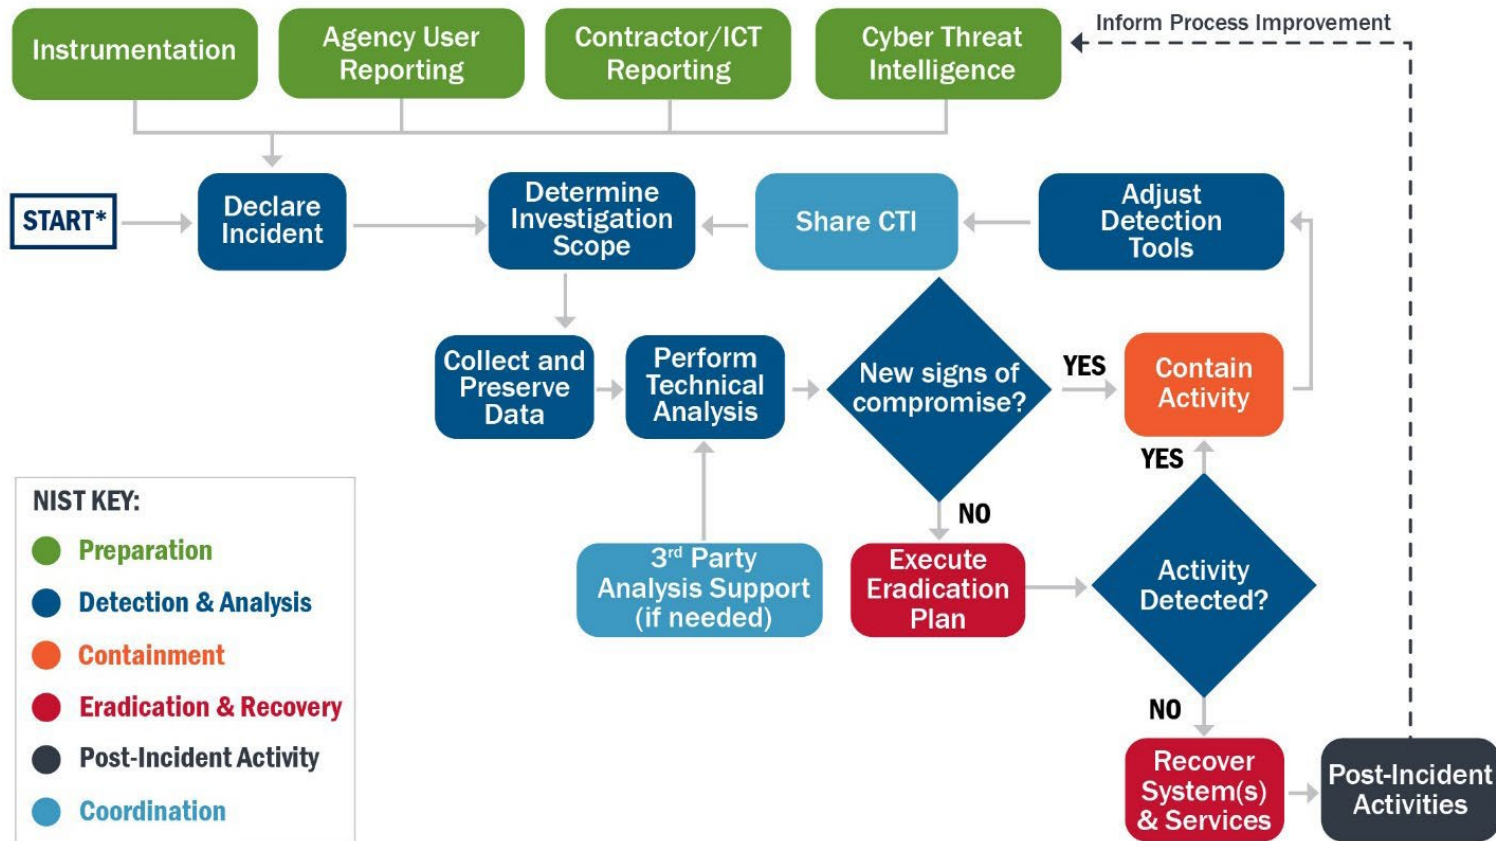 Instrumentation
Agency User
Reporting
Contractor/ICT
Reporting
Cyber Threat
Intelligence
Inform Process Improvement
START*
Declare
Incident
Determine
Investigation
Scope
Share CTI
Adjust
Detection
Tools
Collect and
Preserve
Data
Perform
Technical
Analysis
New signs of
compromise?
YES
Contain
Activity
YES
NO
3rd Party
Analysis Support
(if needed)
Execute
Eradication
Plan
Activity
Detected?
NO
Recover
System(s)
& Services
Post-Incident
Activities
NIST KEY:
Preparation
Detection & Analysis
Containment
Eradication & Recovery
Post-Incident Activity
Coordination